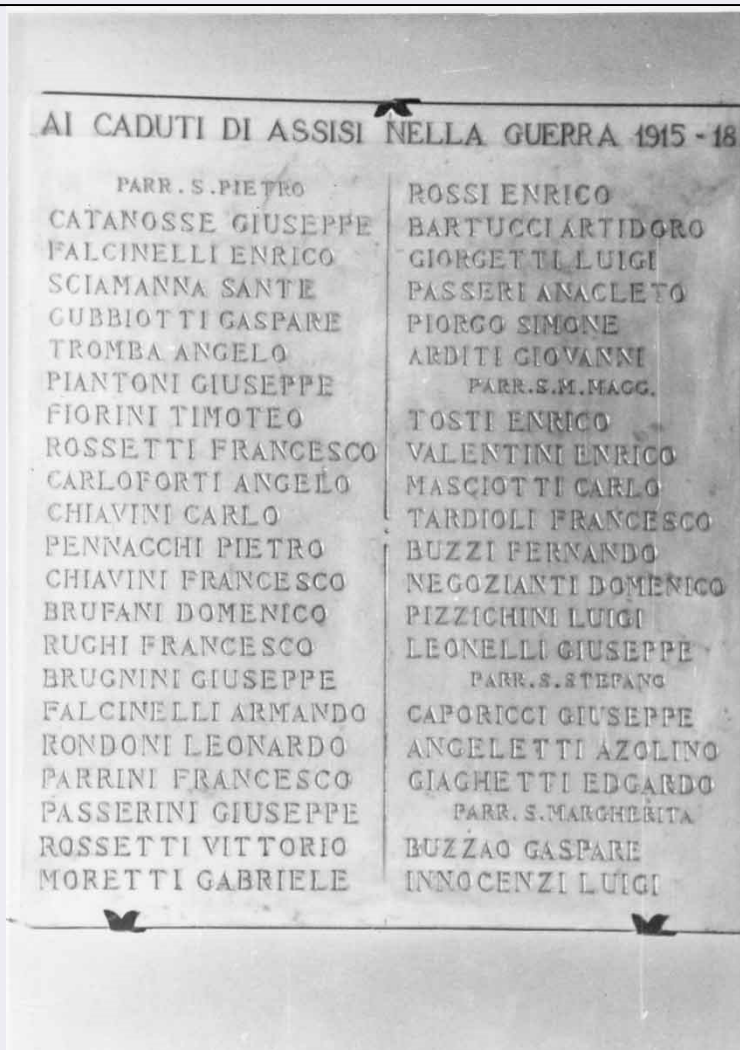 AI CADUTI DI ASSISI NELLA GUERRA 1915-18
PARR. S. PIETRO
CATANOSSE GIUSEPPE
FALCINELLI ENRICO
SCIAMANNA SANTE
GUBBIOTTI GASPARE
TROMBA ANGELO
PIANTONI GIUSEPPE
FIORINI TIMOTEO
ROSSETTI FRANCESCO
CARLOFORTI ANGELO
CHIAVINI CARLO
PENNACCHI PIETRO
CHIAVINI FRANCESCO
BRUFANI DOMENICO
RUGHI FRANCESCO
BRUGNINI GIUSEPPE
FALCINELLI ARMANDO
RONDONI LEONARDO
PARRINI FRANCESCO
PASSERINI GIUSEPPE
ROSSETTI VITTORIO
MORETTI GABRIELE
ROSSI ENRICO
BARTUCCI ARTIDORO
GIORGETTI LUIGI
PASSERI ANACLETO
PIORGO SIMONE
ARDITI GIOVANNI
PARR.S.M.MAGG.
TOSTI ENRICO
VALENTINI ENRICO
MASCIOTTI CARLO
TARDIOLI FRANCESCO
BUZZI FERNANDO
NEGOZIANTI DOMENICO
PIZZICHINI LUIGI
LEONELLI GIUSEPPE
PARR.S.STEFANO
CAPORICCI GIUSEPPE
ANGELETTI AZOLINO
GIAGHETTI EDGARDO
PARR. S.MARGHERITA
BUZZAO GASPARE
INNOCENZI LUIGI